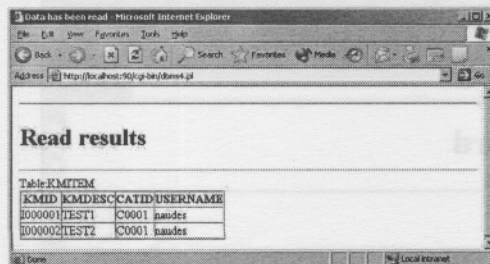 Data has been read - Microsoft Internet Explorer
File Edit View Favorites Tools Help
Back Search Favorites Media
Address http://localhost:90/cgi-bin/dbms4.pl Go
Read results
Table:KMITEM
KMID KMDESC CATID USERNAME
I000001 TEST1 C0001 naudes
I000002 TEST2 C0001 naudes
Done Local intranet